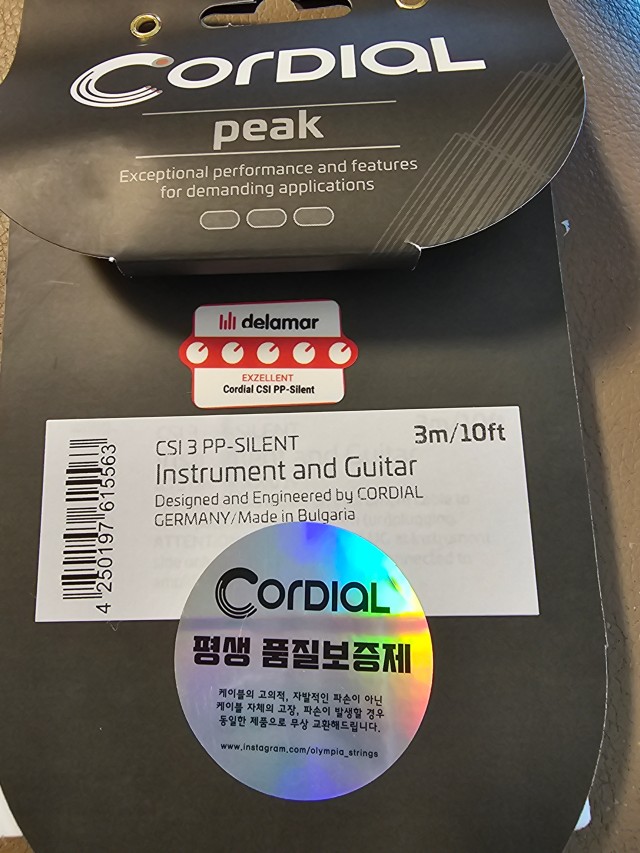 CORDIAL
peak
Exceptional performance and features
for demanding applications
delamar
EXZELLENT
Cordial CSI PP-Silent
3m/10ft
CSI 3 PP-SILENT
Instrument and Guitar
Designed and Engineered by CORDIAL
GERMANY/Made in Bulgaria
4 250197 615563
CORDIAL
평생 품질보증제
케이블의 고의적, 자발적인 파손이 아닌
케이블 자체의 고장, 파손이 발생할 경우
동일한 제품으로 무상 교환해드립니다.
www.instagram.com/olympia_strings